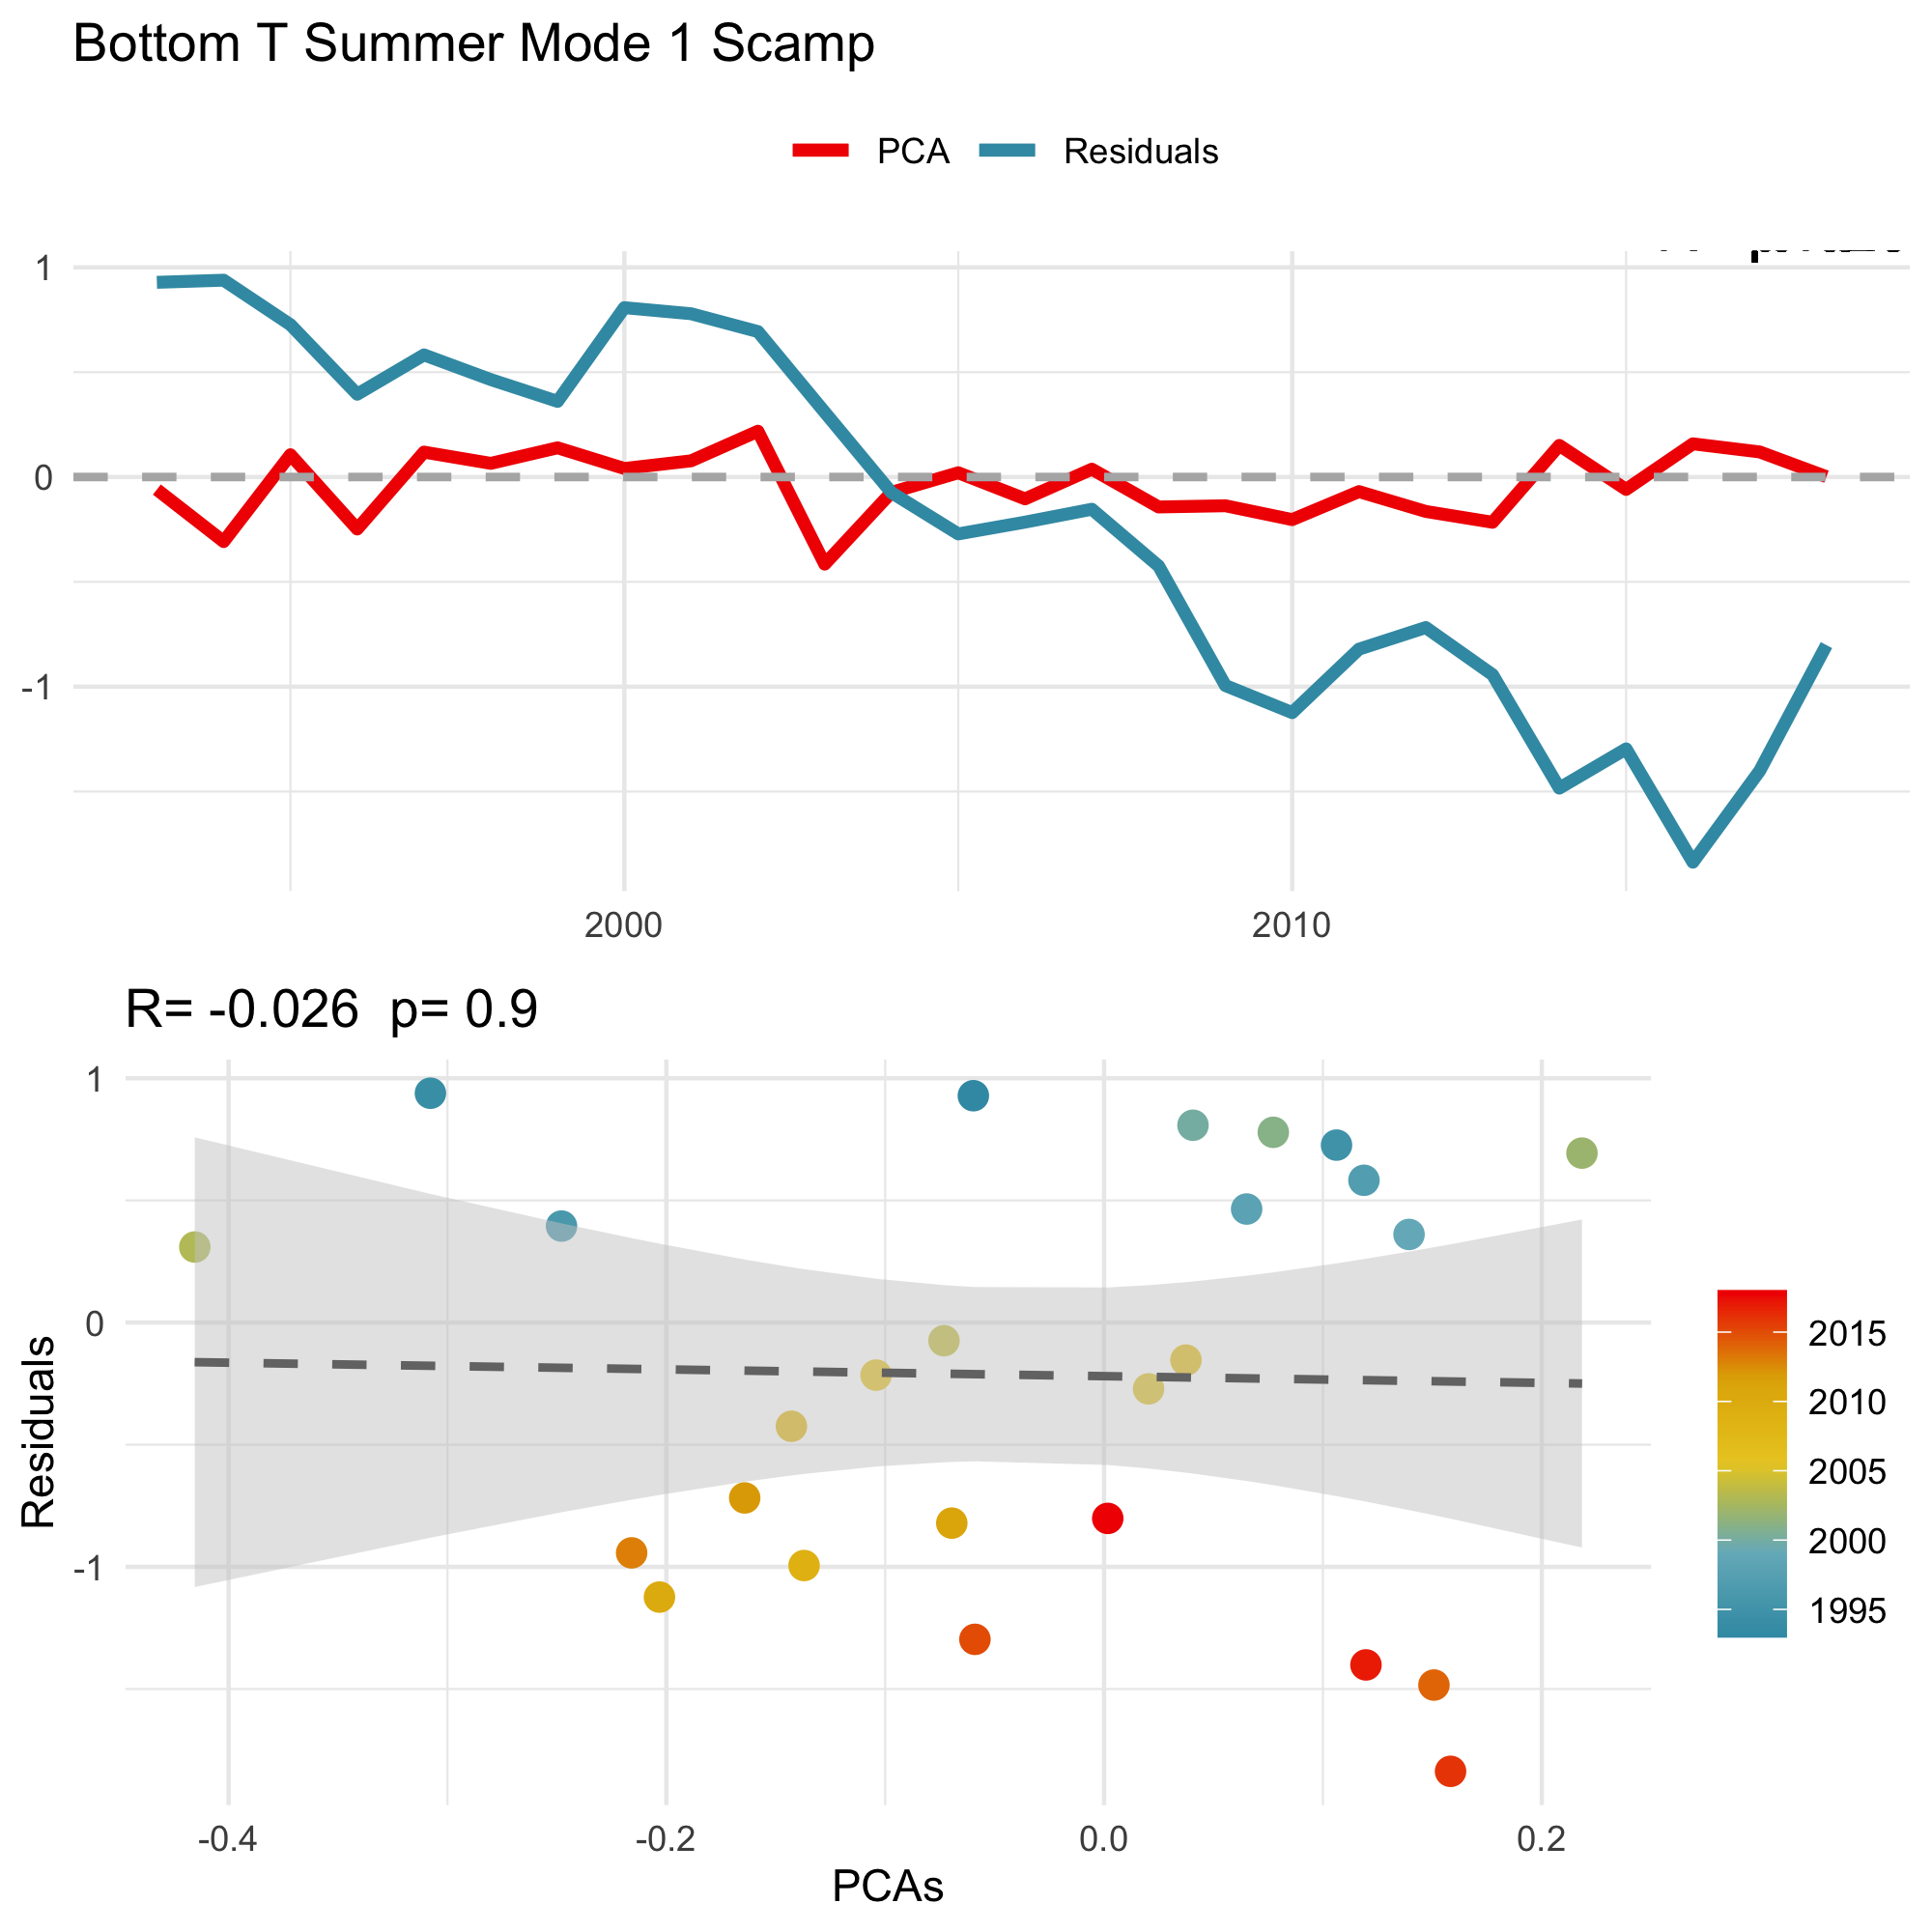 Bottom T Summer Mode 1 Scamp
PCA Residuals
1
0
-1
2000 2010
R= -0.026 p= 0.9
1
0
-1
Residuals
-0.4 -0.2 0.0 0.2
PCAs
2015
2010
2005
2000
1995